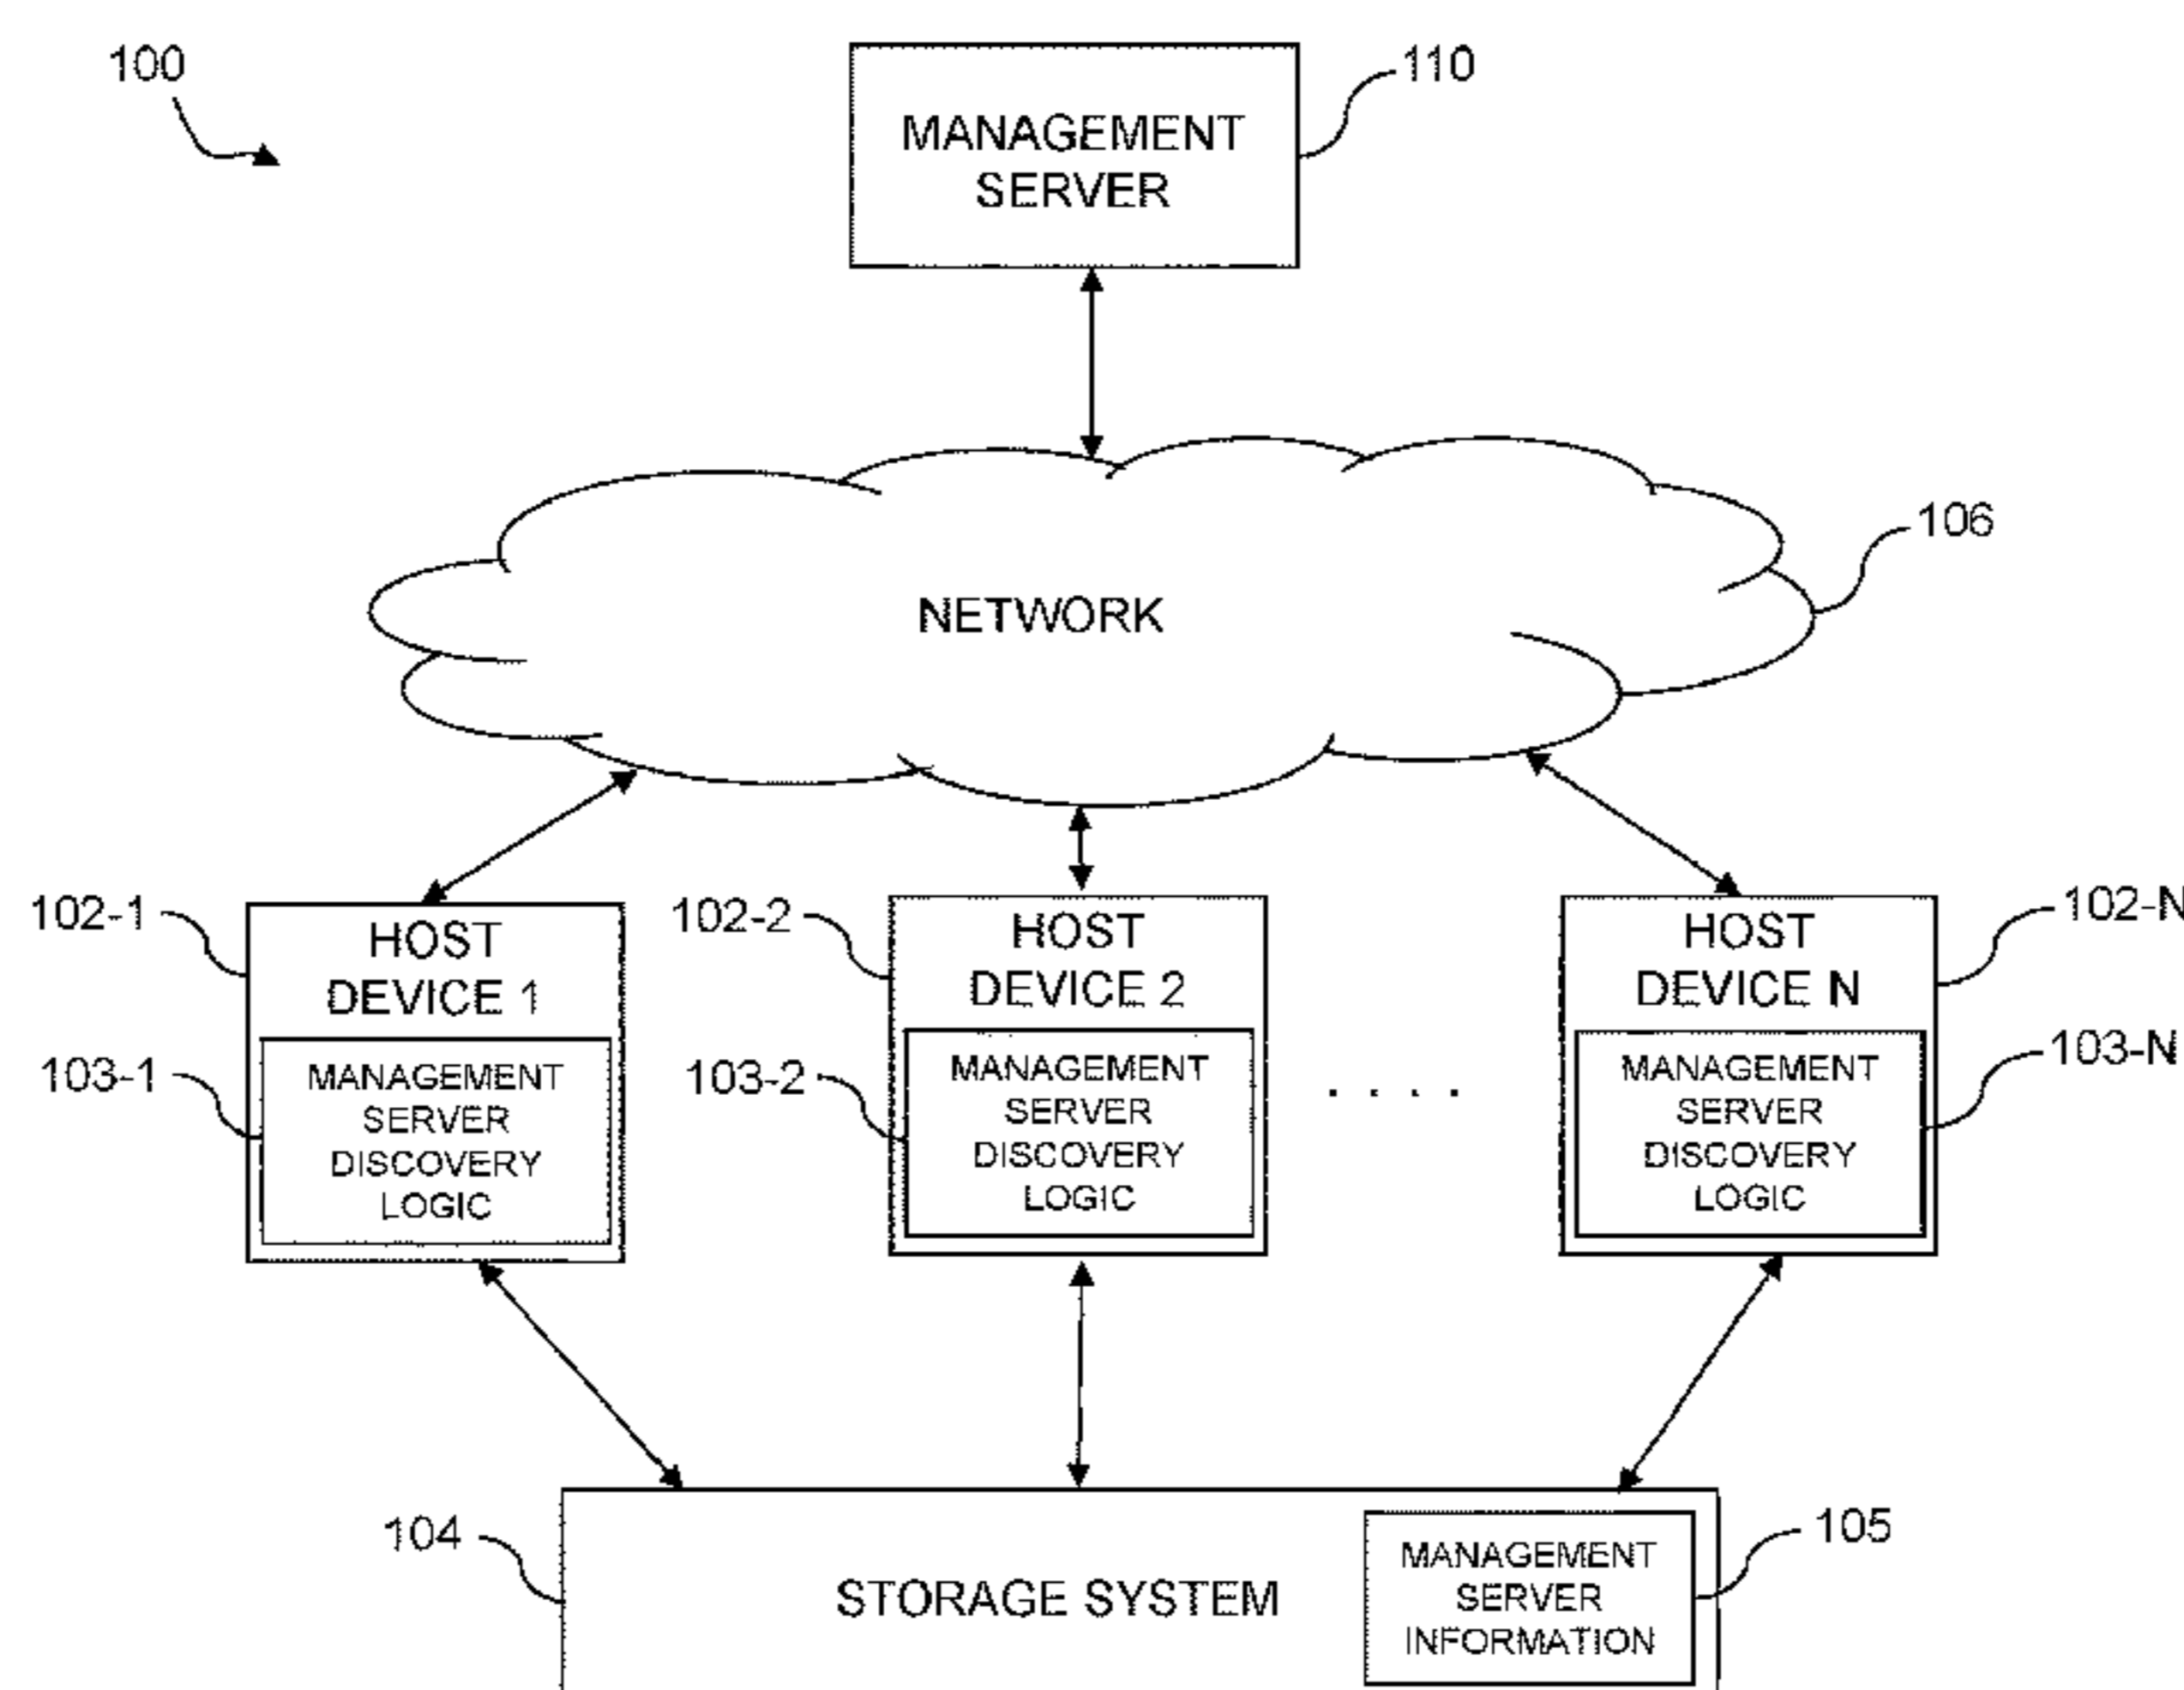 100
110
MANAGEMENT
SERVER
106
NETWORK
102-1
HOST
DEVICE 1
103-1
MANAGEMENT
SERVER
DISCOVERY
LOGIC
102-2
HOST
DEVICE 2
103-2
MANAGEMENT
SERVER
DISCOVERY
LOGIC
. . . .
102-N
HOST
DEVICE N
103-N
MANAGEMENT
SERVER
DISCOVERY
LOGIC
104
STORAGE SYSTEM
105
MANAGEMENT
SERVER
INFORMATION